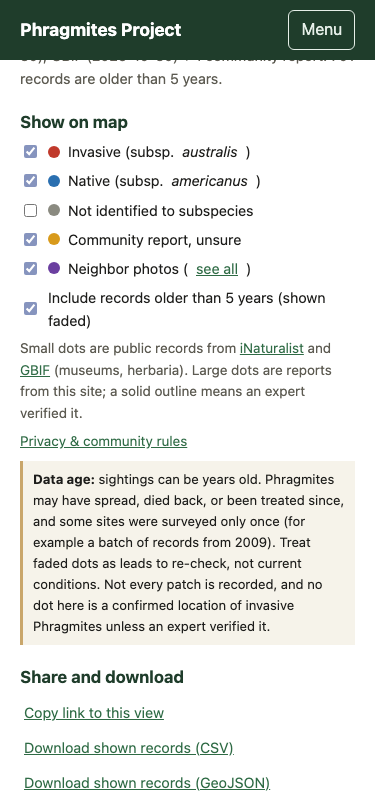 Phragmites Project
Menu
records are older than 5 years.
Show on map
Invasive (subsp. australis )
Native (subsp. americanus )
Not identified to subspecies
Community report, unsure
Neighbor photos ( see all )
Include records older than 5 years (shown
faded)
Small dots are public records from iNaturalist and
GBIF (museums, herbaria). Large dots are reports
from this site; a solid outline means an expert
verified it.
Privacy & community rules
Data age: sightings can be years old. Phragmites
may have spread, died back, or been treated since,
and some sites were surveyed only once (for
example a batch of records from 2009). Treat
faded dots as leads to re-check, not current
conditions. Not every patch is recorded, and no
dot here is a confirmed location of invasive
Phragmites unless an expert verified it.
Share and download
Copy link to this view
Download shown records (CSV)
Download shown records (GeoJSON)